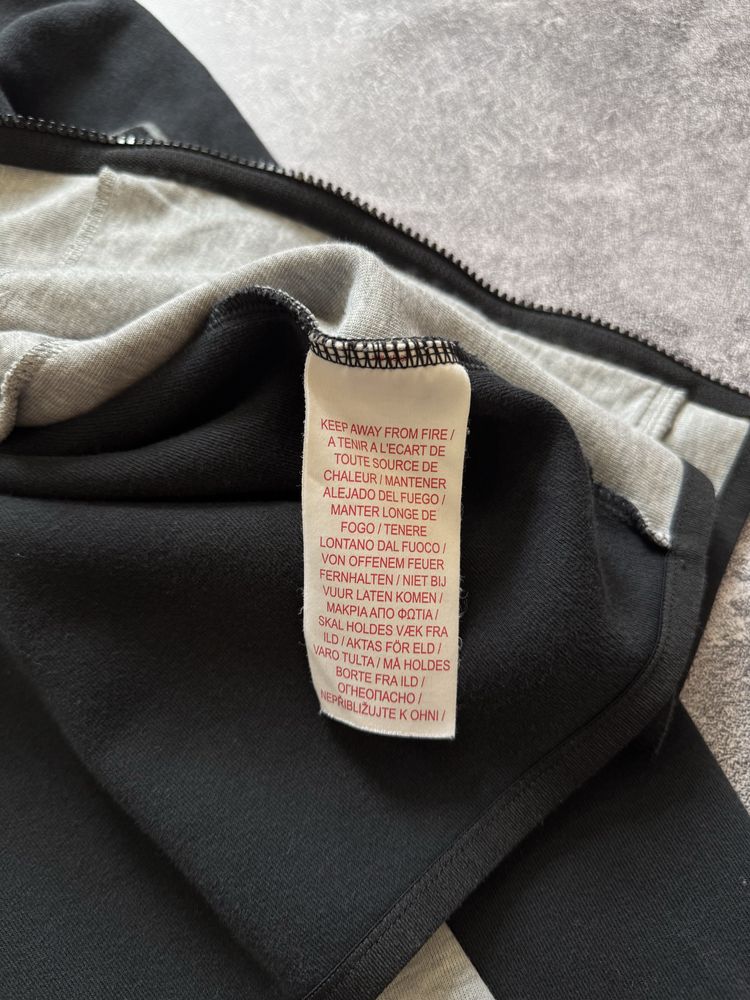 KEEP AWAY FROM FIRE /
A TENIR A L'ECART DE
TOUTE SOURCE DE
CHALEUR / MANTENER
ALEJADO DEL FUEGO /
MANTER LONGE DE
FOGO / TENERE
LONTANO DAL FUOCO /
VON OFFENEM FEUER
FERNHALTEN / NIET BIJ
VUUR LATEN KOMEN /
ΜΑΚΡΙΑ ΑΠΟ ΦΩΤΙΑ /
SKAL HOLDES VÆK FRA
ILD / AKTAS FÖR ELD /
VARO TULTA / MÅ HOLDES
BORTE FRA ILD /
ОГНЕОПАСНО /
NEPŘIBLIŽUJTE K OHNI /